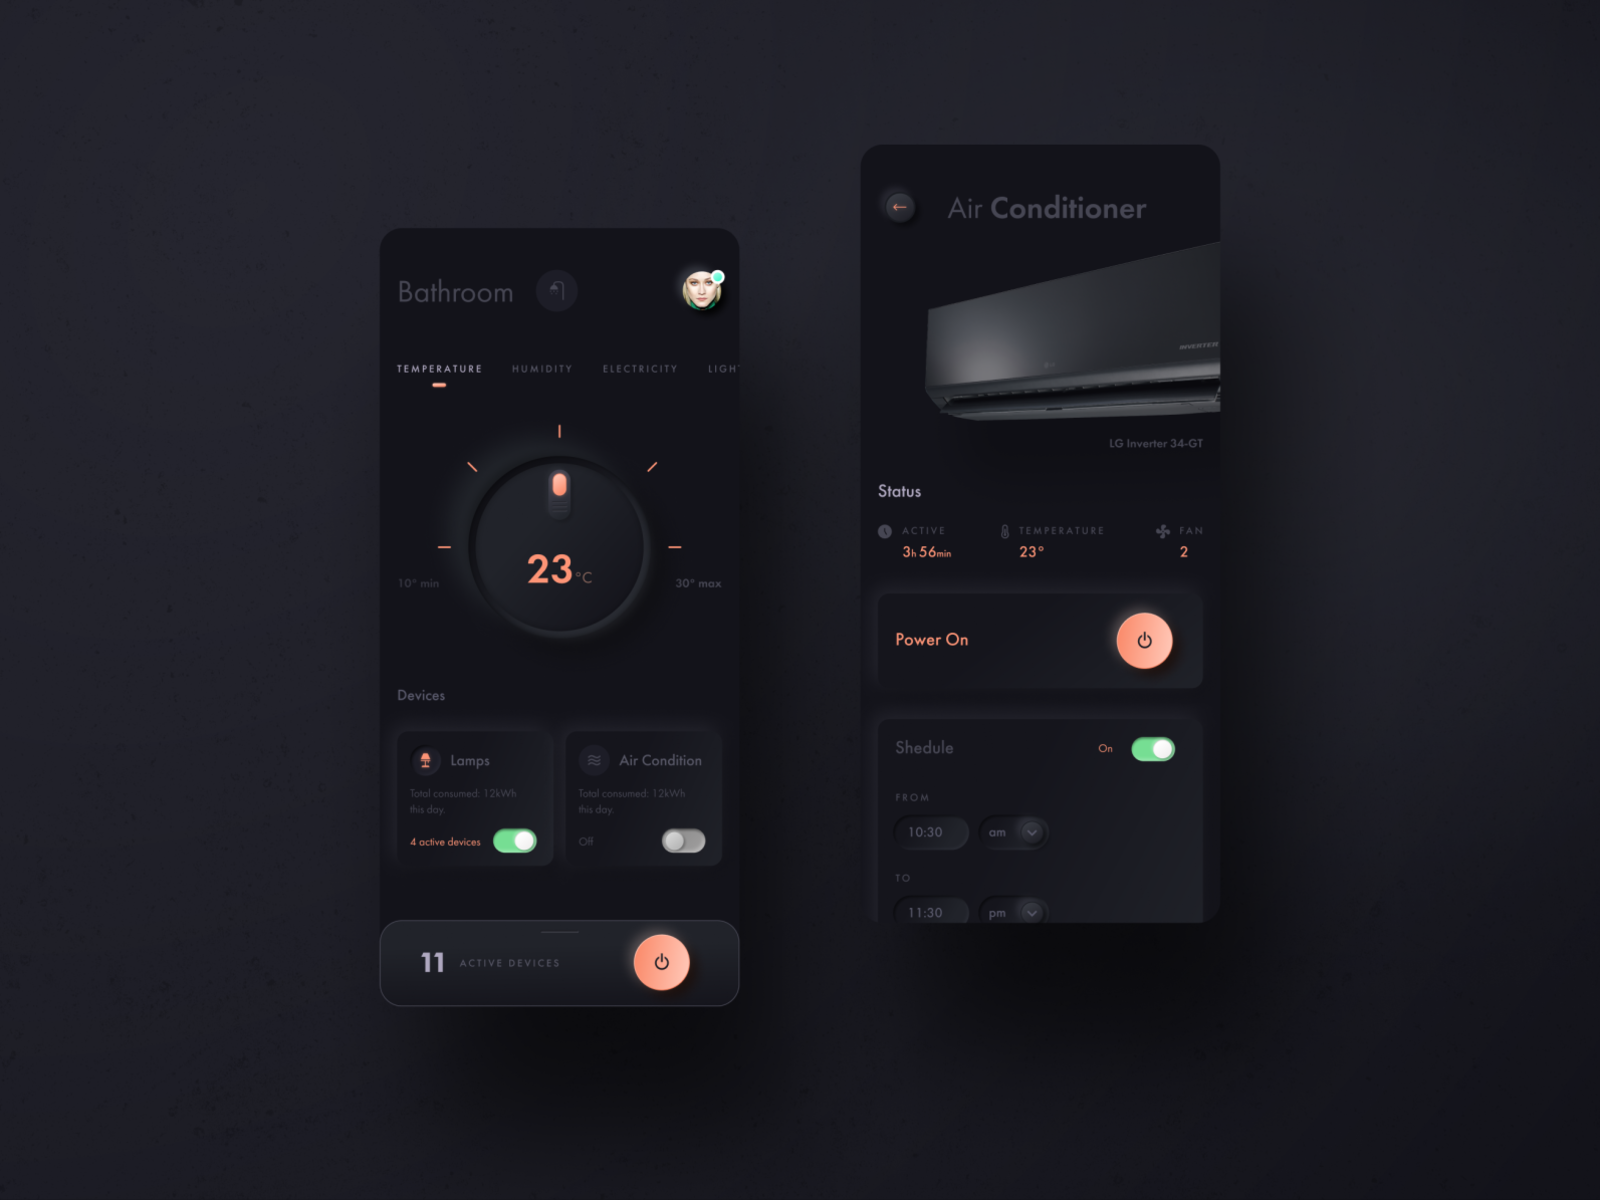 Bathroom
TEMPERATURE HUMIDITY ELECTRICITY LIGHT
10° min 23°C 30° max
Devices
Lamps
Total consumed: 12kWh
this day.
4 active devices
Air Condition
Total consumed: 12kWh
this day.
Off
11 ACTIVE DEVICES
Air Conditioner
INVERTER
LG Inverter 34-GT
Status
ACTIVE TEMPERATURE FAN
3h 56min 23° 2
Power On
Shedule On
FROM
10:30 am
TO
11:30 pm